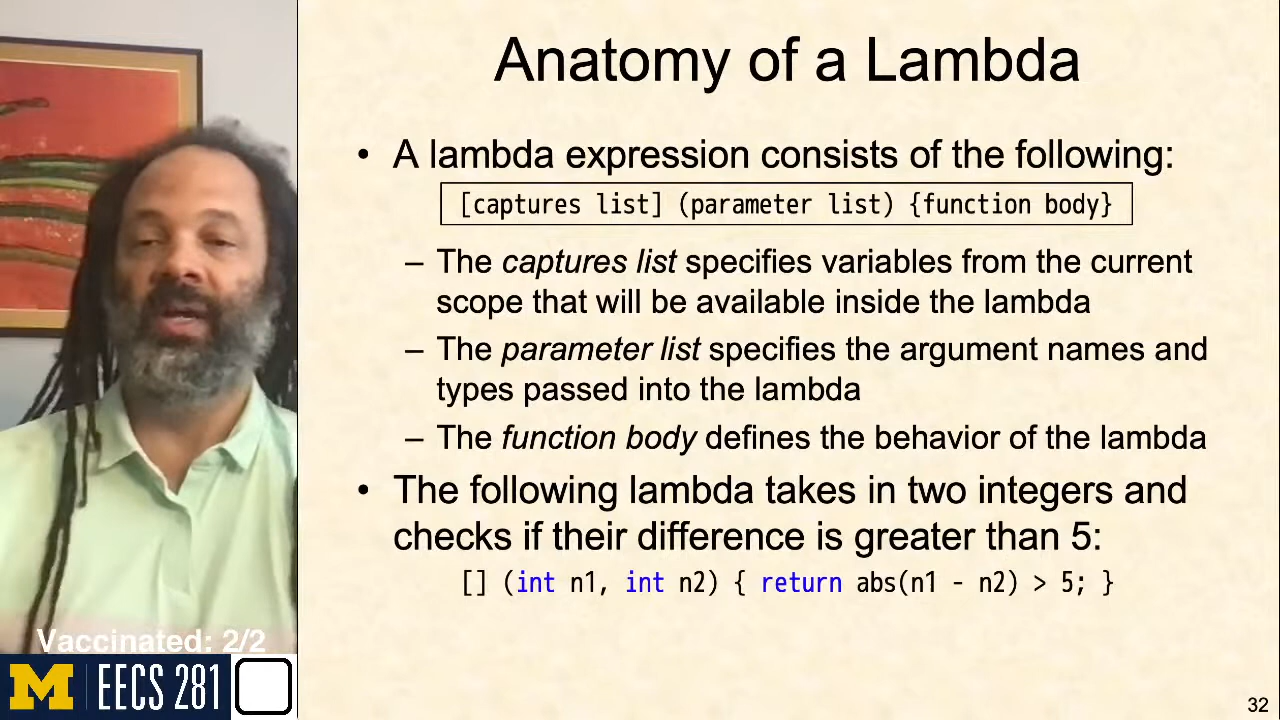 Anatomy of a Lambda
• A lambda expression consists of the following:
[captures list] (parameter list) {function body}
– The captures list specifies variables from the current
scope that will be available inside the lambda
– The parameter list specifies the argument names and
types passed into the lambda
– The function body defines the behavior of the lambda
• The following lambda takes in two integers and
checks if their difference is greater than 5:
[] (int n1, int n2) { return abs(n1 - n2) > 5; }
Vaccinated: 2/2
M EECS 281
32